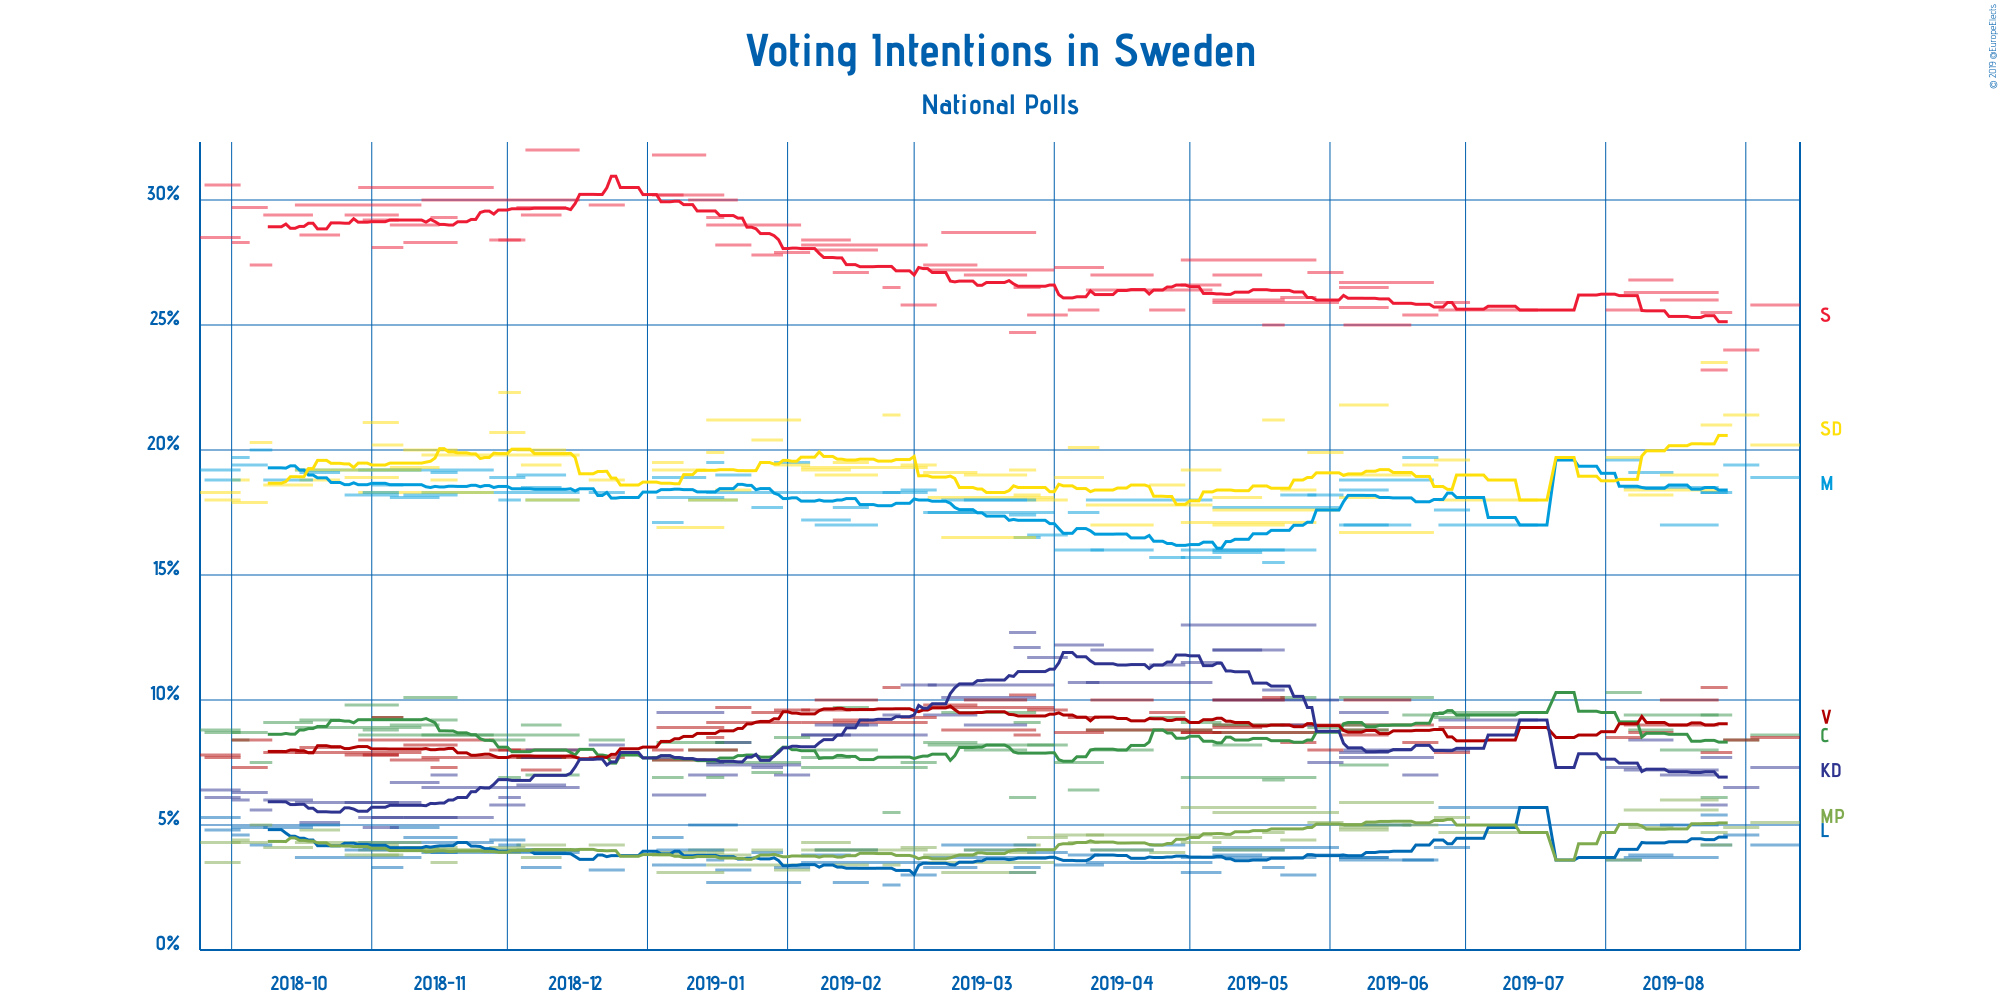 Voting Intentions in Sweden
National Polls
© 2019 @EuropeElects
30%
25%
20%
15%
10%
5%
0%
S
SD
M
V
C
KD
MP
L
2018-10 2018-11 2018-12 2019-01 2019-02 2019-03 2019-04 2019-05 2019-06 2019-07 2019-08